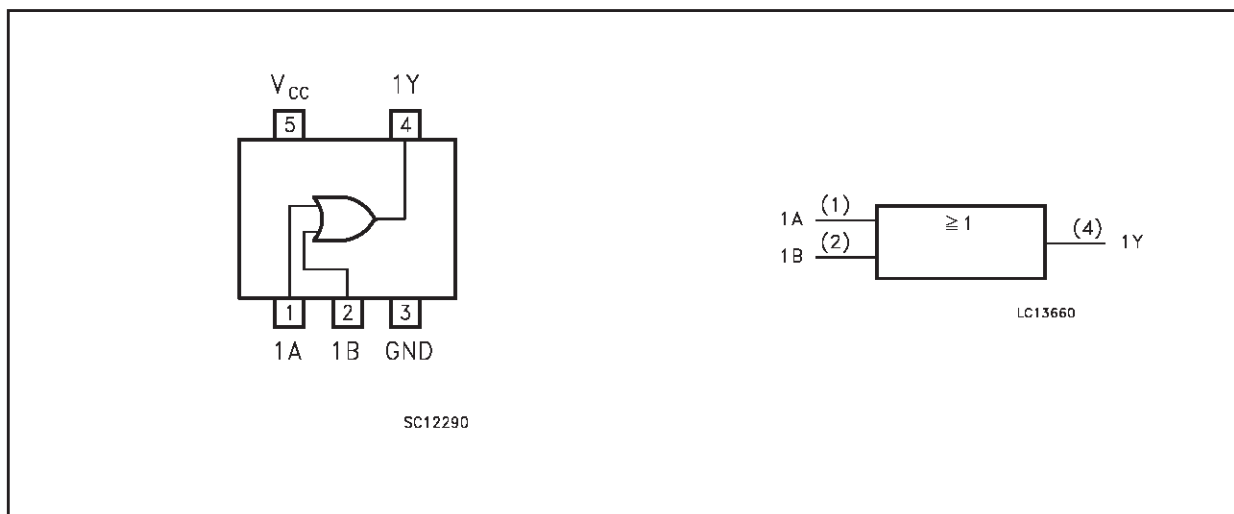 V CC 1Y
5 4
1 2 3
1A 1B GND
SC12290
1A (1) ≧1 (4) 1Y
1B (2)
LC13660